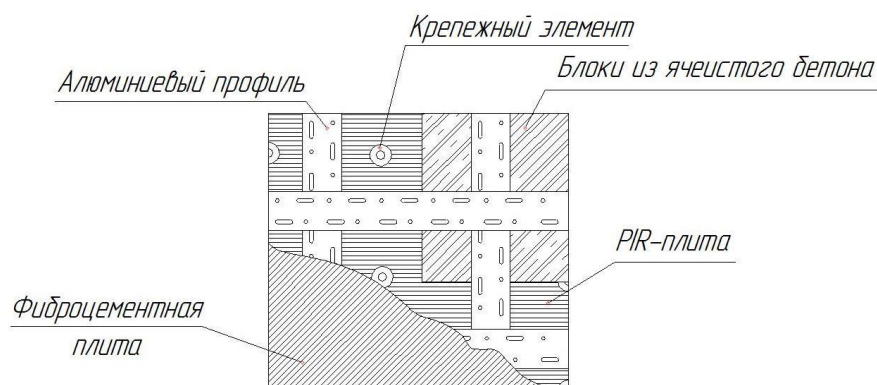 Крепежный элемент
Алюминиевый профиль
Блоки из ячеистого бетона
PIR-плита
Фиброцементная
плита